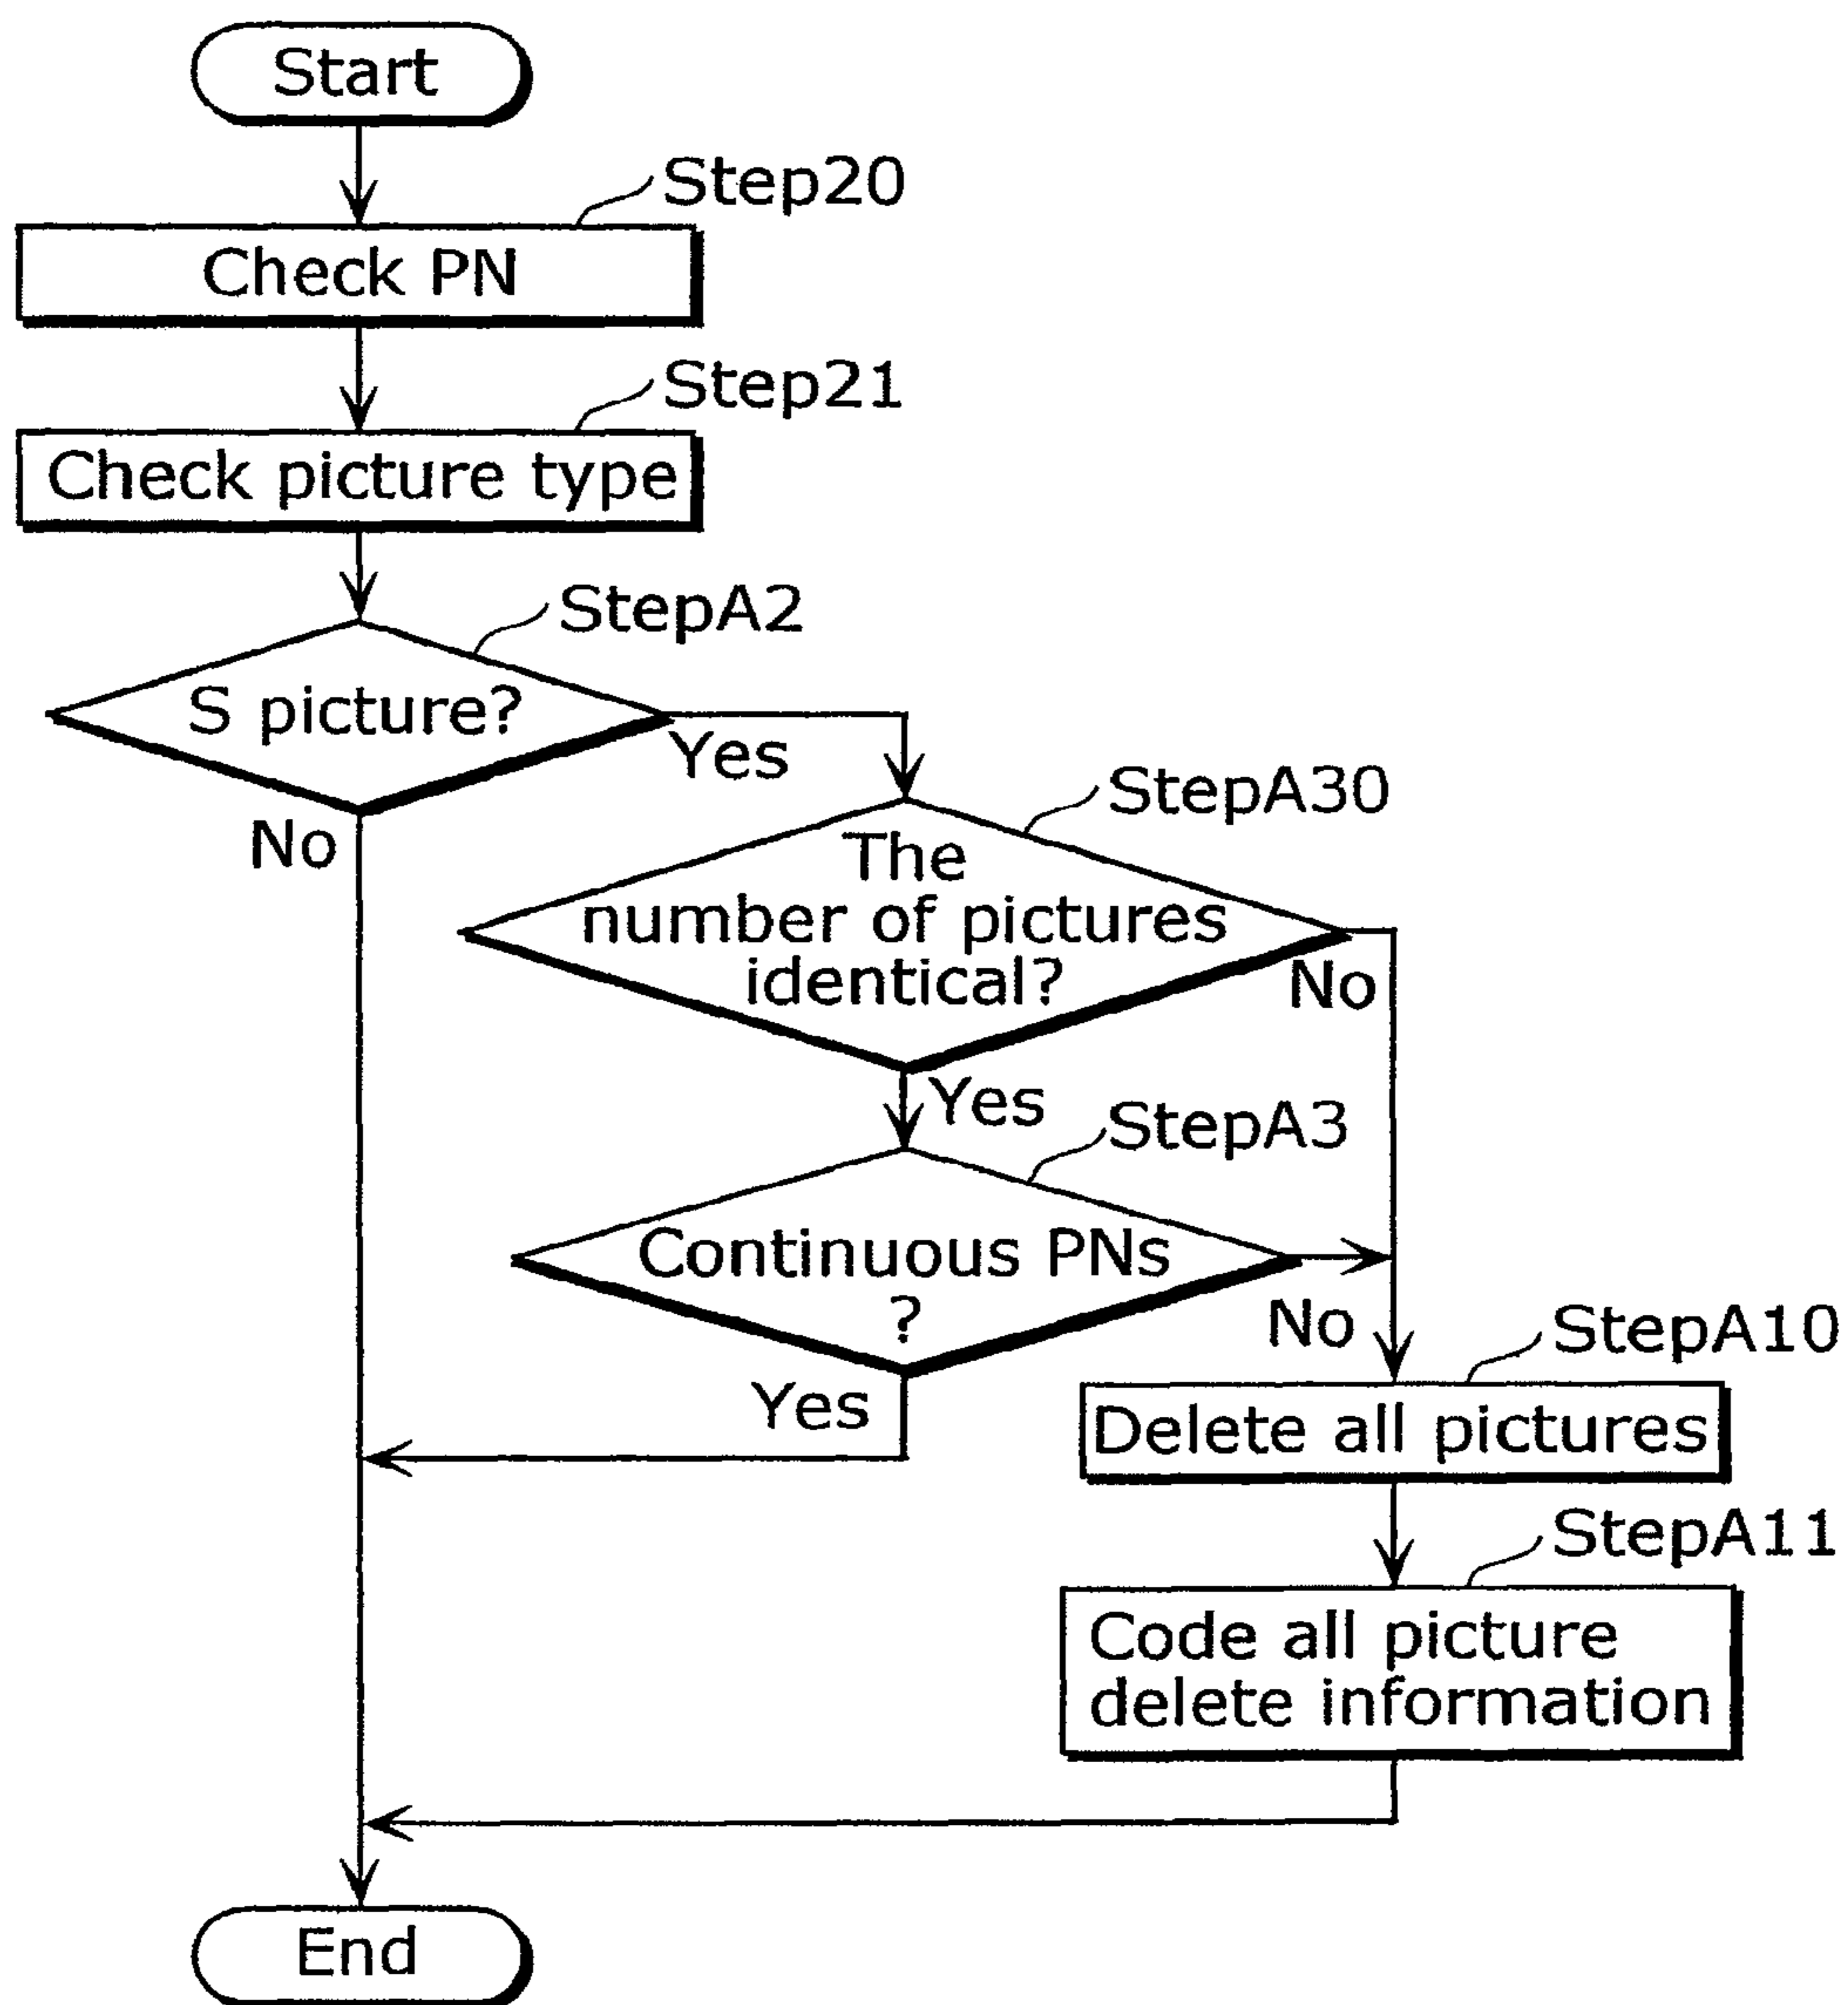 Start
Step20
Check PN
Step21
Check picture type
StepA2
S picture?
Yes
No
StepA30
The
number of pictures
identical?
No
Yes
StepA3
Continuous PNs
?
No
Yes
StepA10
Delete all pictures
StepA11
Code all picture
delete information
End